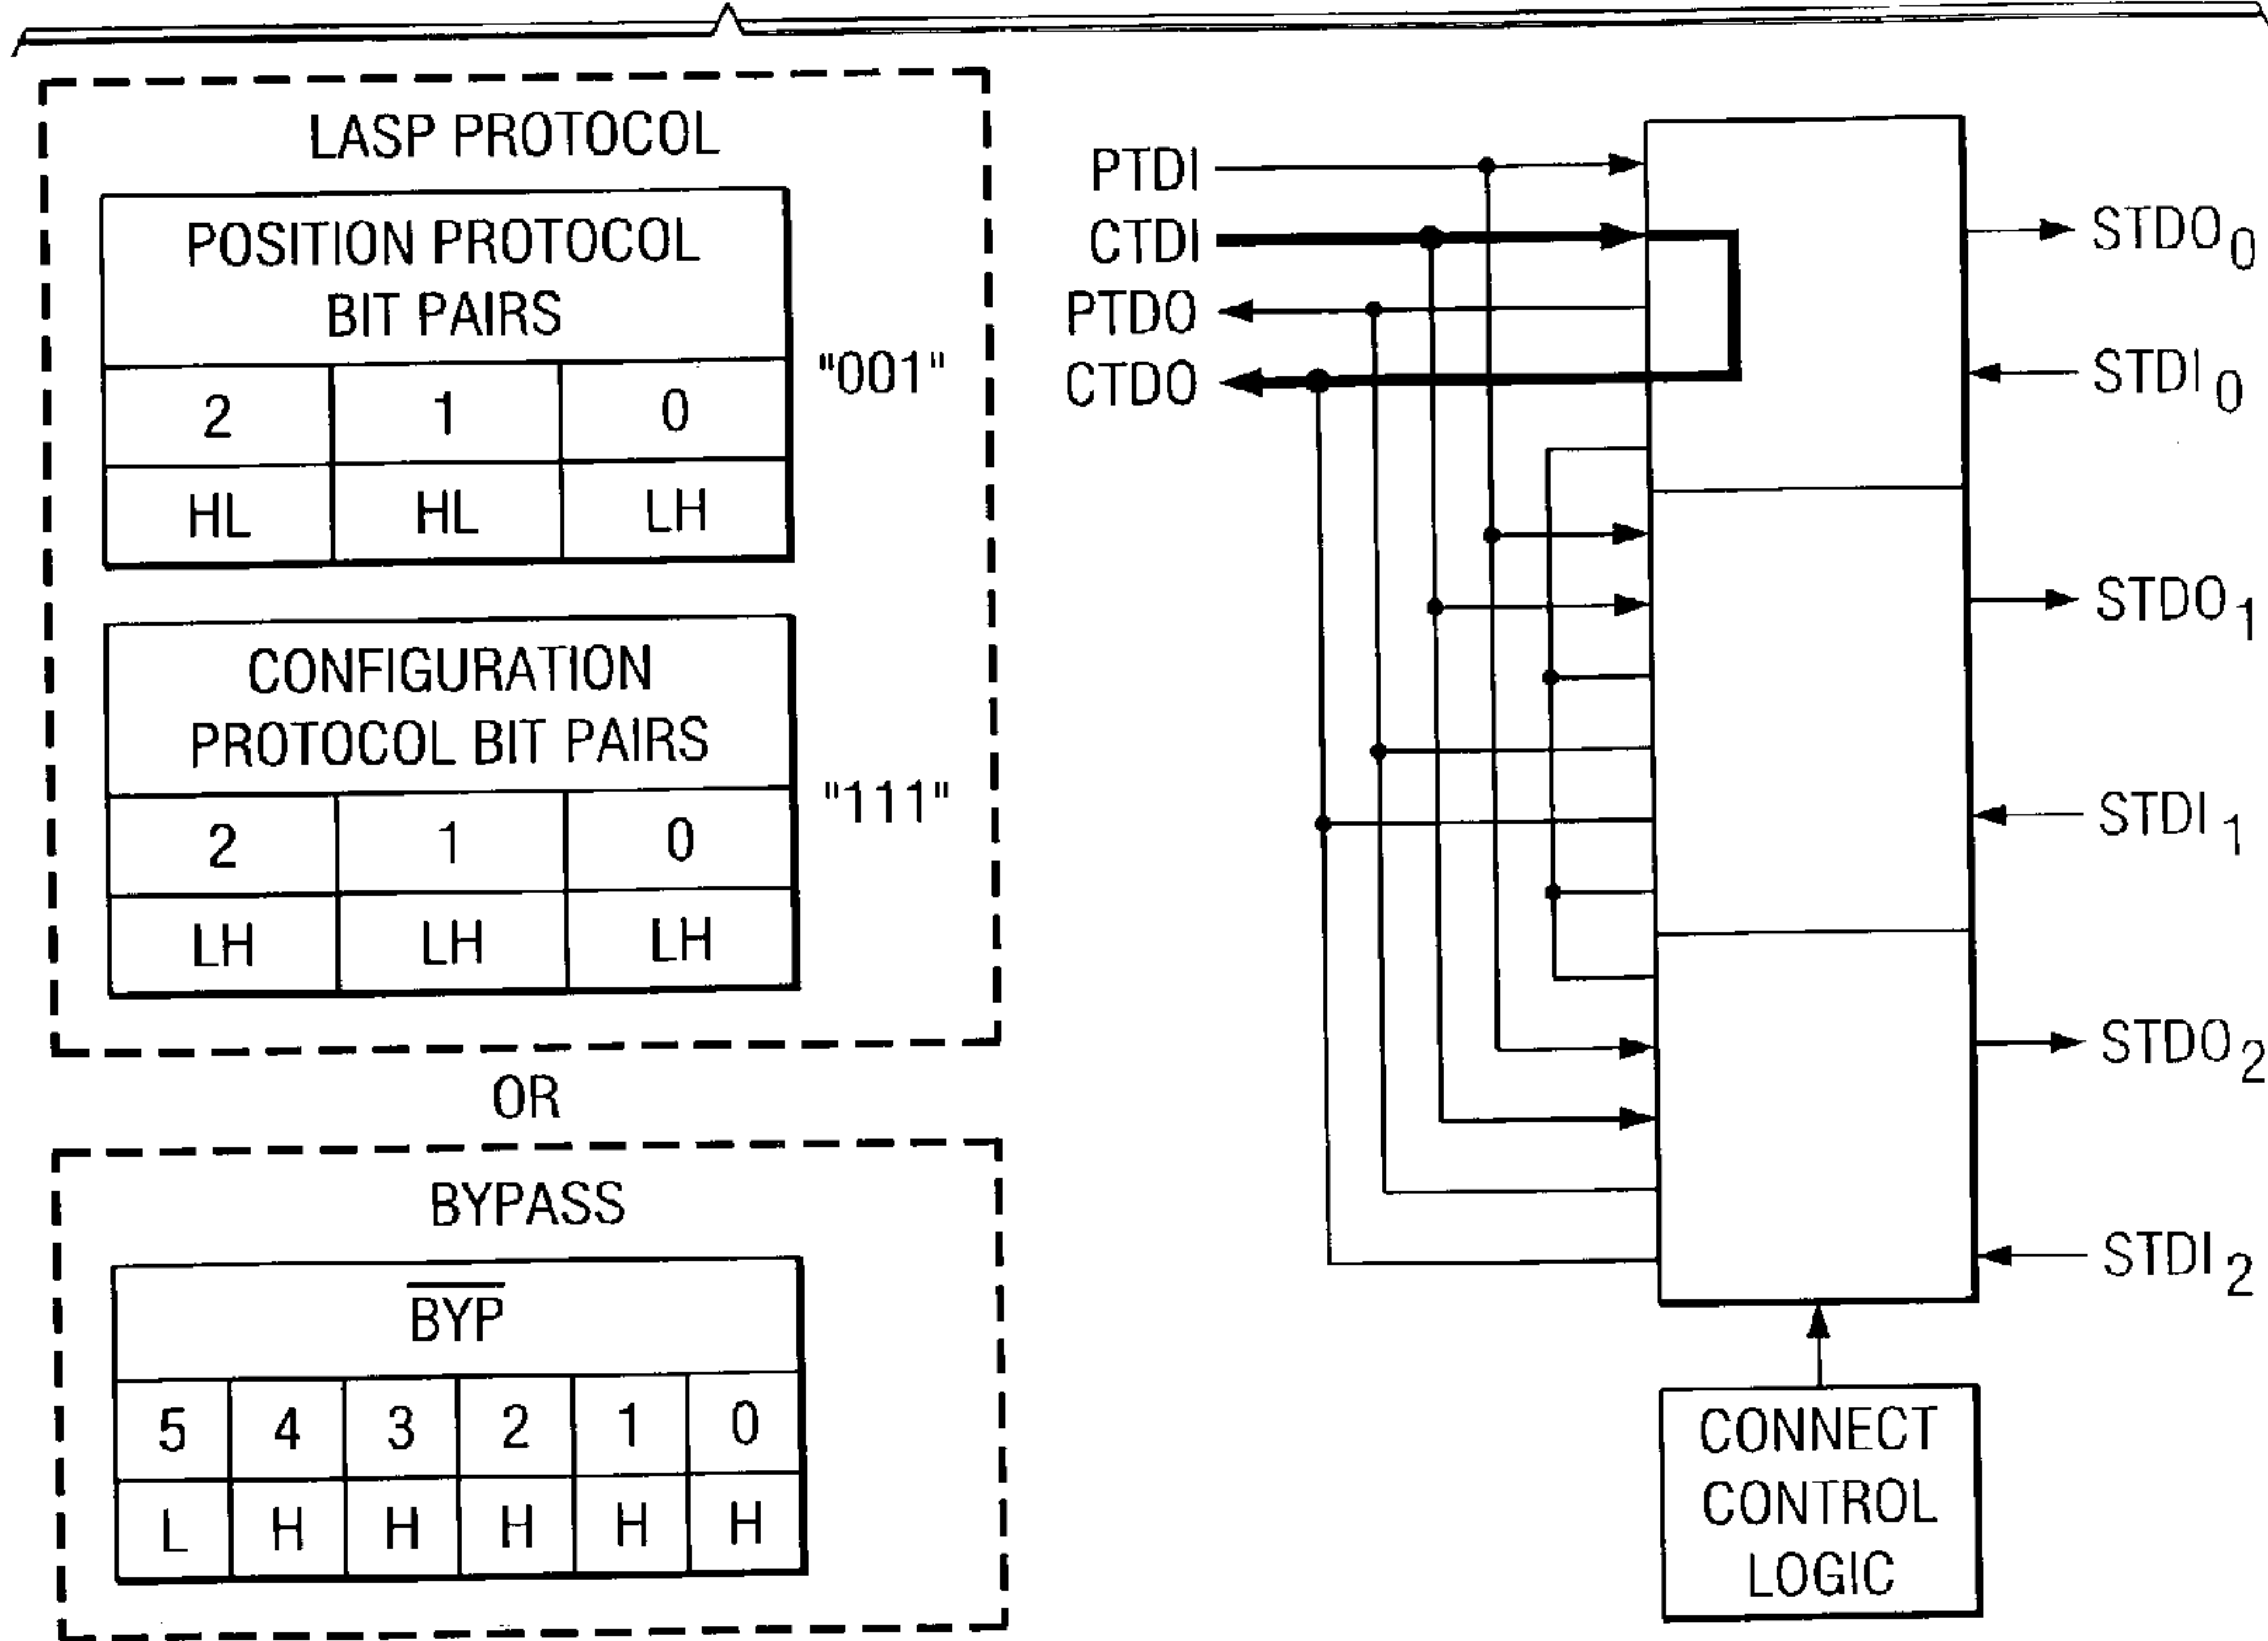 LASP PROTOCOL
POSITION PROTOCOL
BIT PAIRS
2 1 0
HL HL LH
"001"
CONFIGURATION
PROTOCOL BIT PAIRS
2 1 0
LH LH LH
"111"
OR
BYPASS
BYP
5 4 3 2 1 0
L H H H H H
PTDI
CTDI
PTDO
CTDO
STDO0
STDI0
STDO1
STDI1
STDO2
STDI2
CONNECT
CONTROL
LOGIC